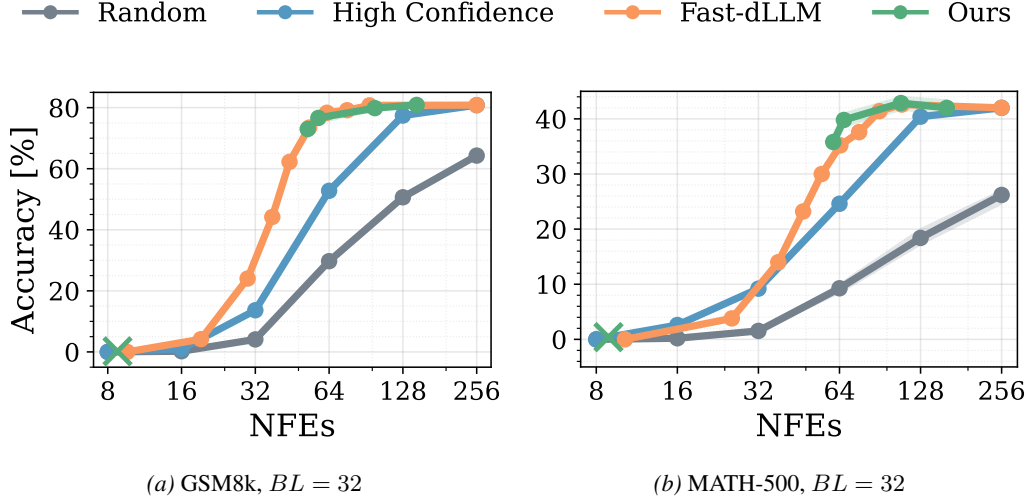 Random High Confidence Fast-dLLM Ours
Accuracy [%]
80
60
40
20
0
8 16 32 64 128 256
NFEs
(a) GSM8k, BL = 32
40
30
20
10
0
8 16 32 64 128 256
NFEs
(b) MATH-500, BL = 32